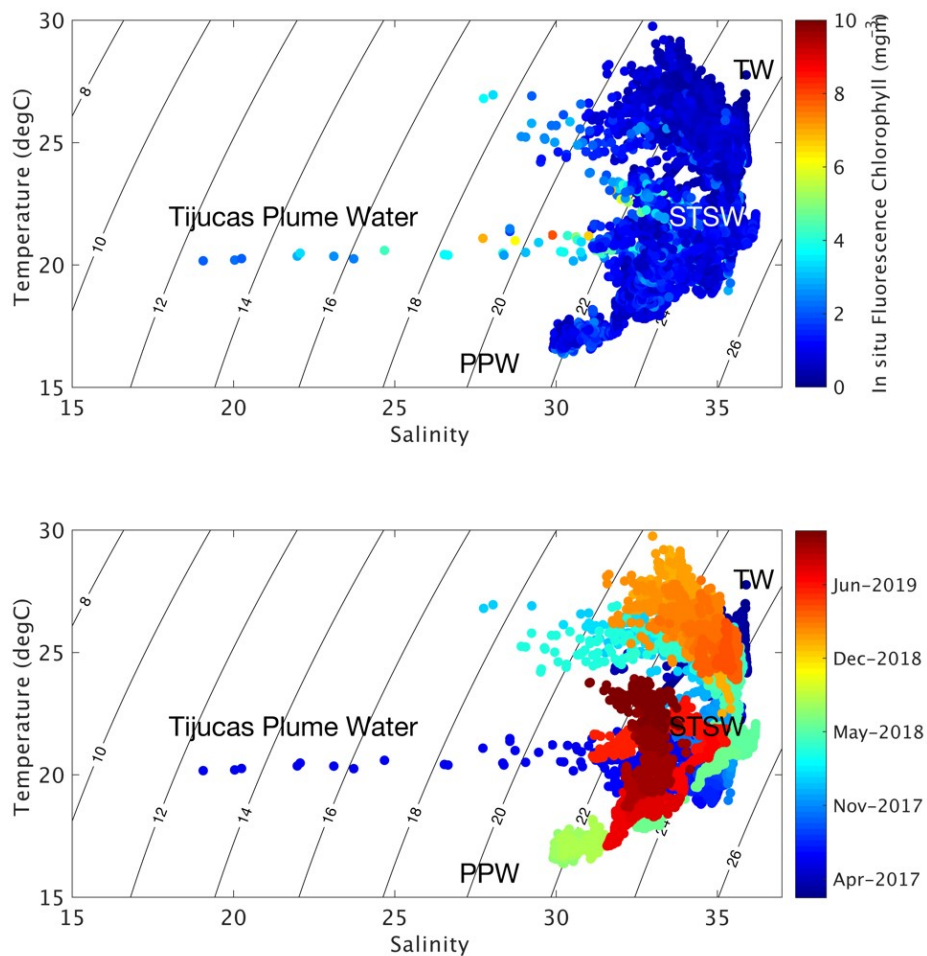 30
25
20
15
Temperature (degC)
8
10
12
14
16
18
20
22
24
26
TW
Tijucas Plume Water
STSW
PPW
15
20
25
30
35
Salinity
10
8
6
4
2
0
In situ Fluorescence Chlorophyll (mgm-3)
30
25
20
15
Temperature (degC)
8
10
12
14
16
18
20
22
24
26
TW
Tijucas Plume Water
STSW
PPW
15
20
25
30
35
Salinity
Jun-2019
Dec-2018
May-2018
Nov-2017
Apr-2017